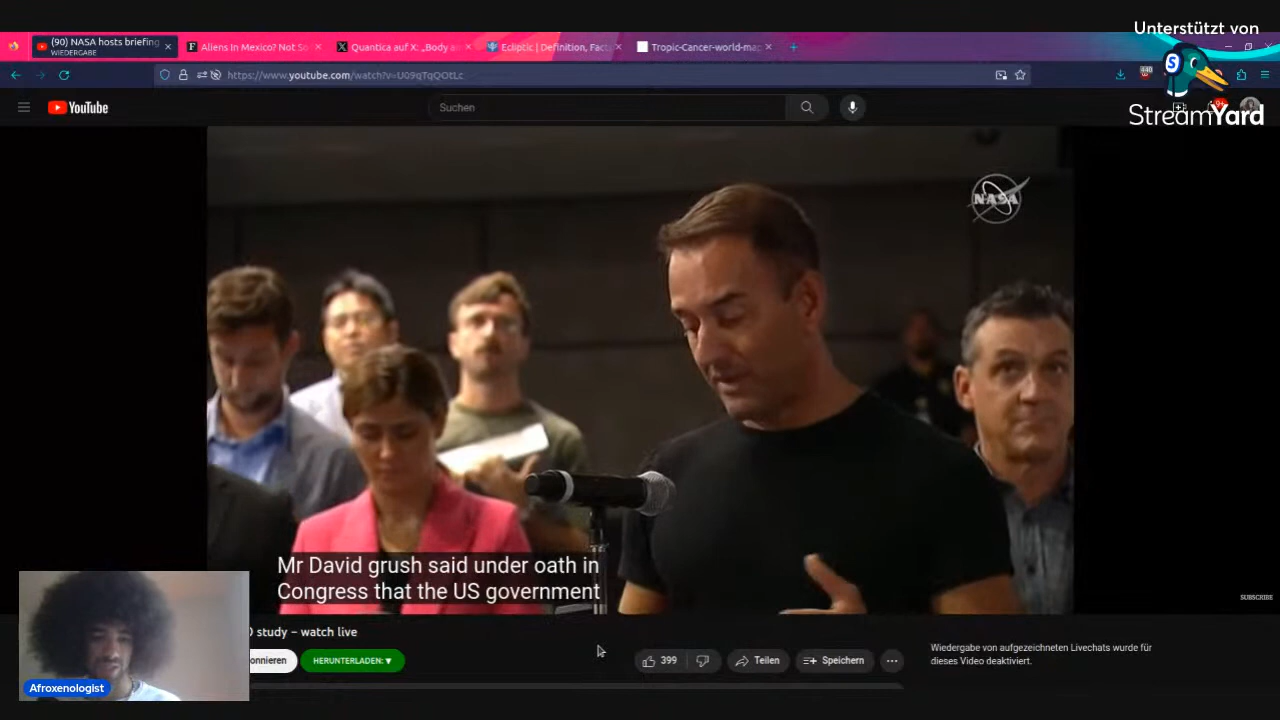 Unterstützt von
StreamYard
(90) NASA hosts briefing
WIEDERGABE
Aliens In Mexico? Not So
Quantica auf X: „Body a
Ecliptic | Definition, Fact
Tropic-Cancer-world-ma
https://www.youtube.com/watch?v=U09qTqQOtLc
YouTube
Suchen
NASA
Mr David grush said under oath in
Congress that the US government
SUBSCRIBE
study – watch live
onnieren
HERUNTERLADEN: ▼
399
Teilen
Speichern
Wiedergabe von aufgezeichneten Livechats wurde für
dieses Video deaktiviert.
Afroxenologist